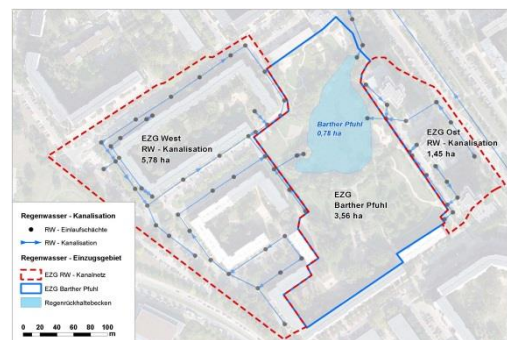 EZG West
RW - Kanalisation
5,78 ha
Barther Pfuhl
0,78 ha
EZG Ost
RW - Kanalisation
1,45 ha
EZG
Barther Pfuhl
3,56 ha
Regenwasser - Kanalisation
RW - Einlaufschächte
RW - Kanalisation
Regenwasser - Einzugsgebiet
EZG RW - Kanalnetz
EZG Barther Pfuhl
Regenrückhaltebecken
0 20 40 60 80 100
m